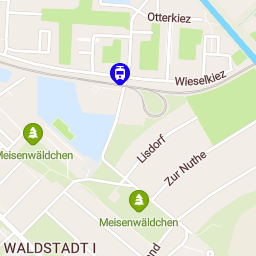 Otterkiez
Wieselkiez
Lisdorf
Meisenwäldchen
Zur Nuthe
Meisenwäldchen
WALDSTADT I